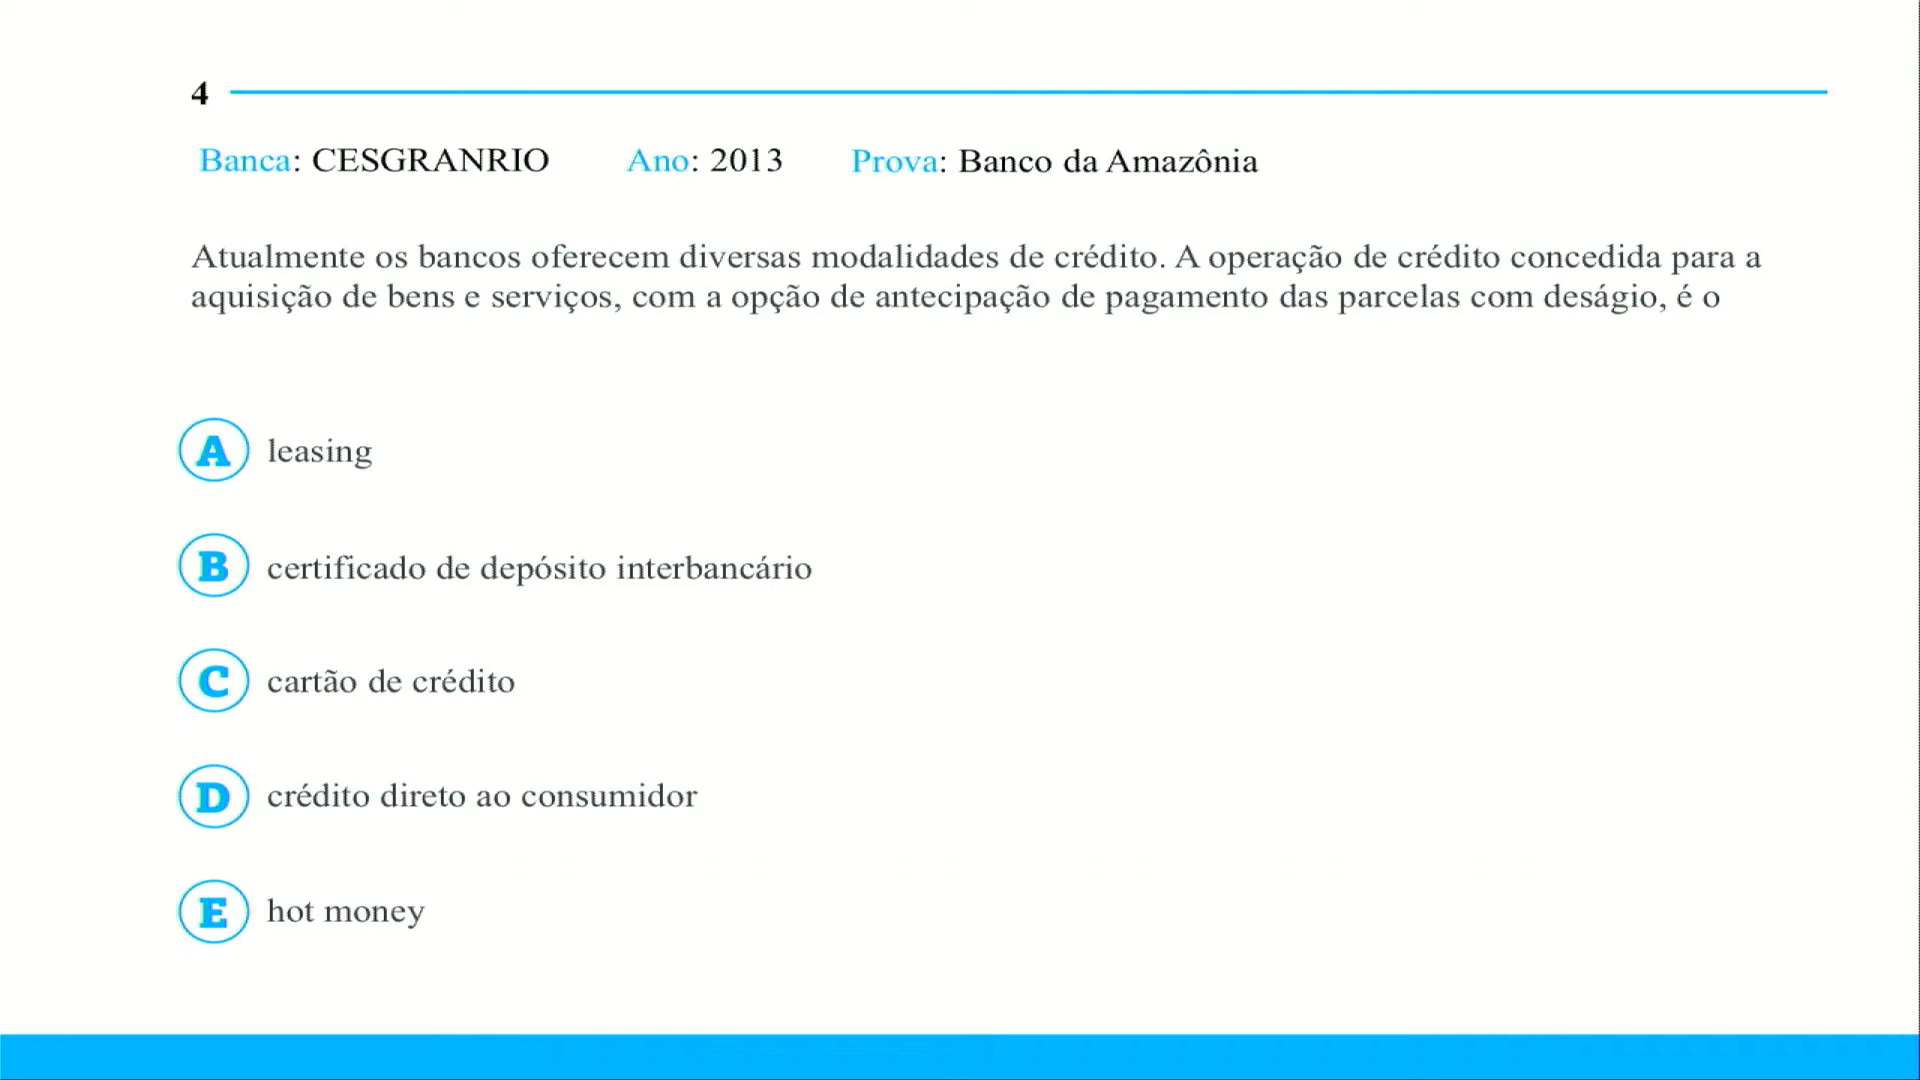 4
Banca: CESGRANRIO Ano: 2013 Prova: Banco da Amazônia
Atualmente os bancos oferecem diversas modalidades de crédito. A operação de crédito concedida para a
aquisição de bens e serviços, com a opção de antecipação de pagamento das parcelas com deságio, é o
A leasing
B certificado de depósito interbancário
C cartão de crédito
D crédito direto ao consumidor
E hot money